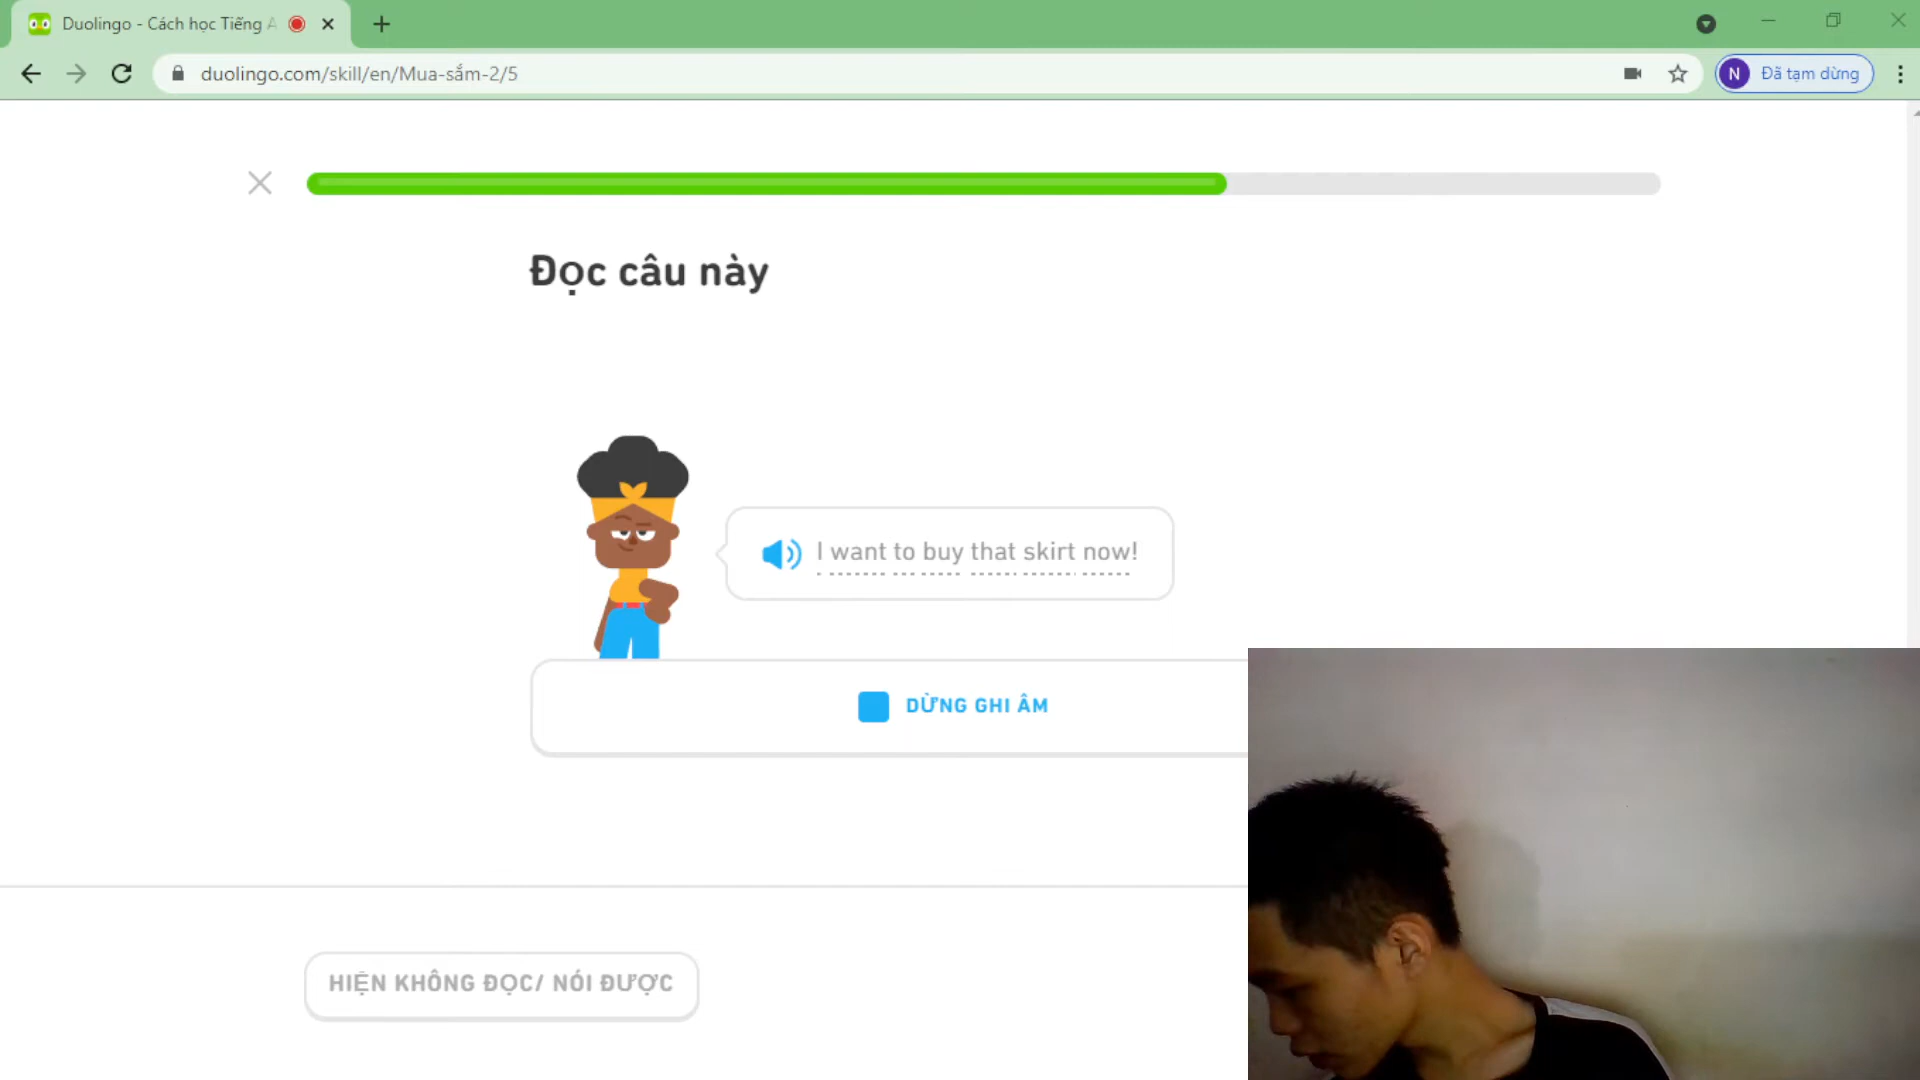 Duolingo - Cách học Tiếng A
duolingo.com/skill/en/Mua-sắm-2/5
N Đã tạm dừng
Đọc câu này
I want to buy that skirt now!
DỪNG GHI ÂM
HIỆN KHÔNG ĐỌC/ NÓI ĐƯỢC